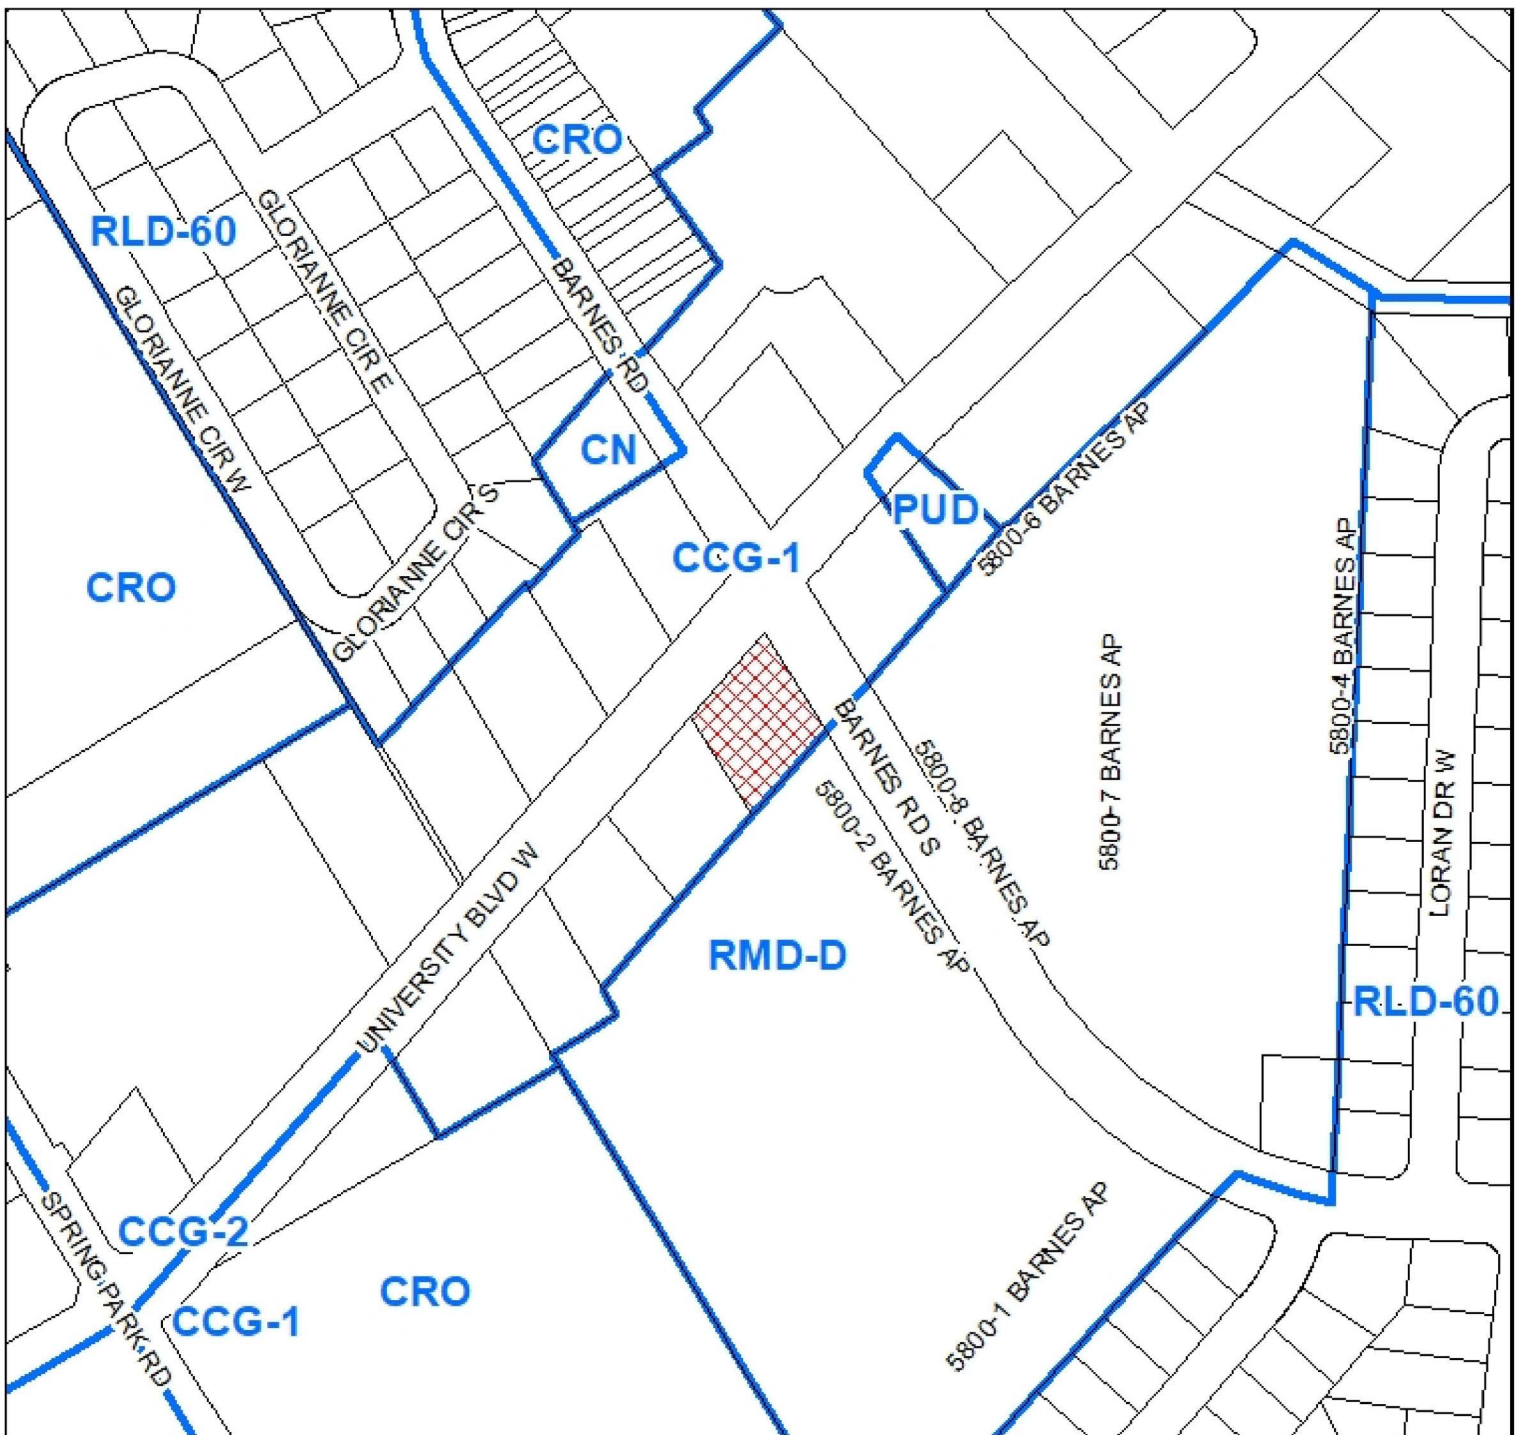 CRO
RLD-60
GLORIANNE CIR E
GLORIANNE CIR W
BARNES RD
CN
GLORIANNE CIR S
CRO
CCG-1
PUD
5800-6 BARNES AP
5800-4 BARNES AP
5800-7 BARNES AP
BARNES RD S
5800-8 BARNES AP
5800-2 BARNES AP
LORAN DR W
UNIVERSITY BLVD W
RMD-D
RLD-60
SPRING PARK RD
CCG-2
CCG-1
CRO
5800-1 BARNES AP